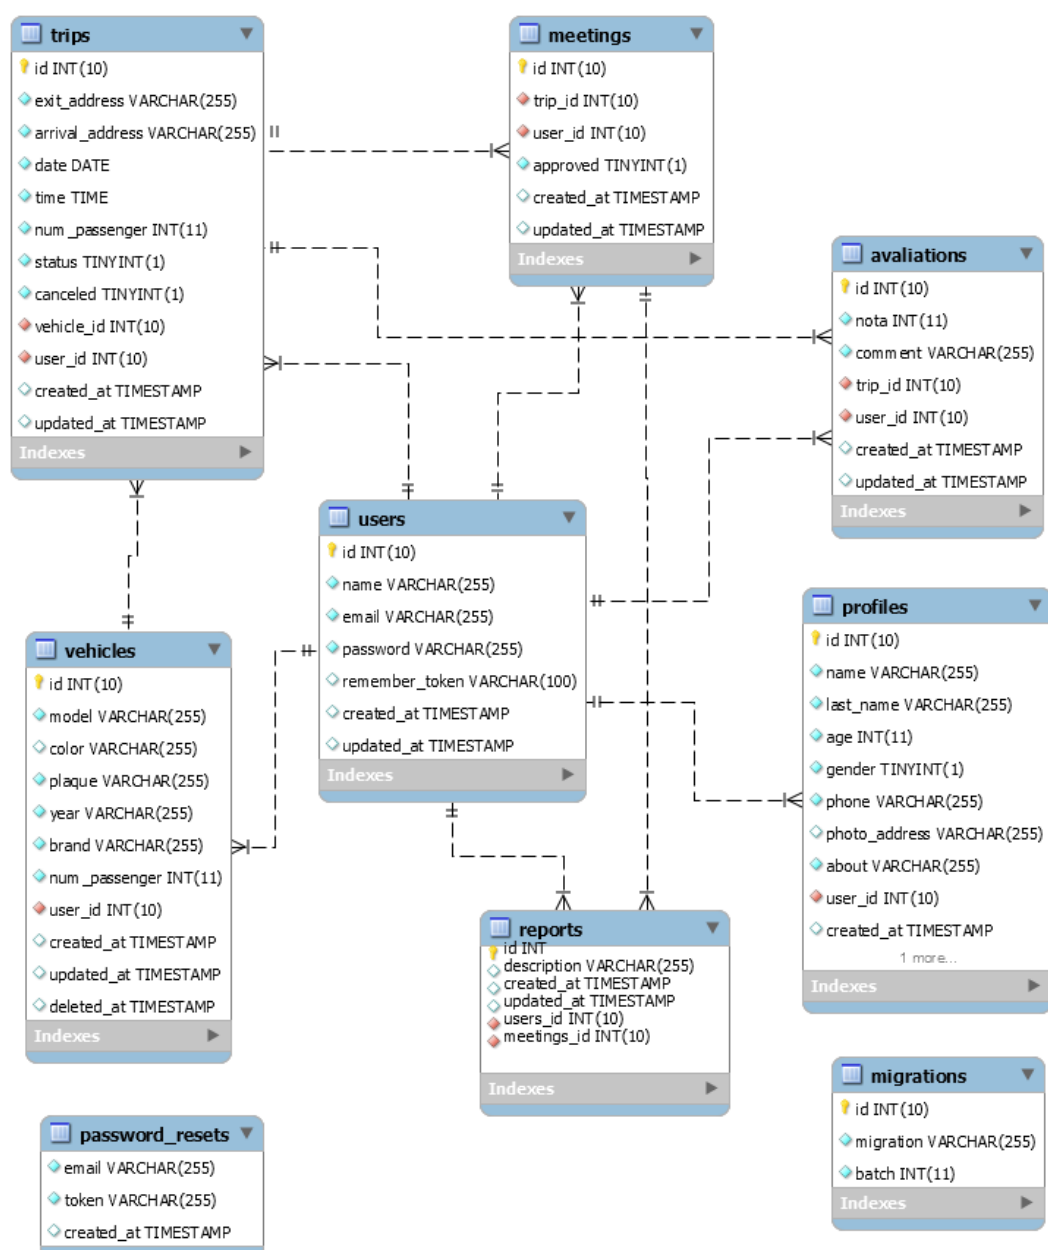 trips
id INT(10)
exit_address VARCHAR(255)
arrival_address VARCHAR(255)
date DATE
time TIME
num_passenger INT(11)
status TINYINT(1)
canceled TINYINT(1)
vehicle_id INT(10)
user_id INT(10)
created_at TIMESTAMP
updated_at TIMESTAMP
Indexes
meetings
id INT(10)
trip_id INT(10)
user_id INT(10)
approved TINYINT(1)
created_at TIMESTAMP
updated_at TIMESTAMP
Indexes
avaliations
id INT(10)
nota INT(11)
comment VARCHAR(255)
trip_id INT(10)
user_id INT(10)
created_at TIMESTAMP
updated_at TIMESTAMP
Indexes
users
id INT(10)
name VARCHAR(255)
email VARCHAR(255)
password VARCHAR(255)
remember_token VARCHAR(100)
created_at TIMESTAMP
updated_at TIMESTAMP
Indexes
vehicles
id INT(10)
model VARCHAR(255)
color VARCHAR(255)
plaque VARCHAR(255)
year VARCHAR(255)
brand VARCHAR(255)
num_passenger INT(11)
user_id INT(10)
created_at TIMESTAMP
updated_at TIMESTAMP
deleted_at TIMESTAMP
Indexes
profiles
id INT(10)
name VARCHAR(255)
last_name VARCHAR(255)
age INT(11)
gender TINYINT(1)
phone VARCHAR(255)
photo_address VARCHAR(255)
about VARCHAR(255)
user_id INT(10)
created_at TIMESTAMP
1 more...
Indexes
reports
id INT
description VARCHAR(255)
created_at TIMESTAMP
updated_at TIMESTAMP
users_id INT(10)
meetings_id INT(10)
Indexes
migrations
id INT(10)
migration VARCHAR(255)
batch INT(11)
Indexes
password_resets
email VARCHAR(255)
token VARCHAR(255)
created_at TIMESTAMP